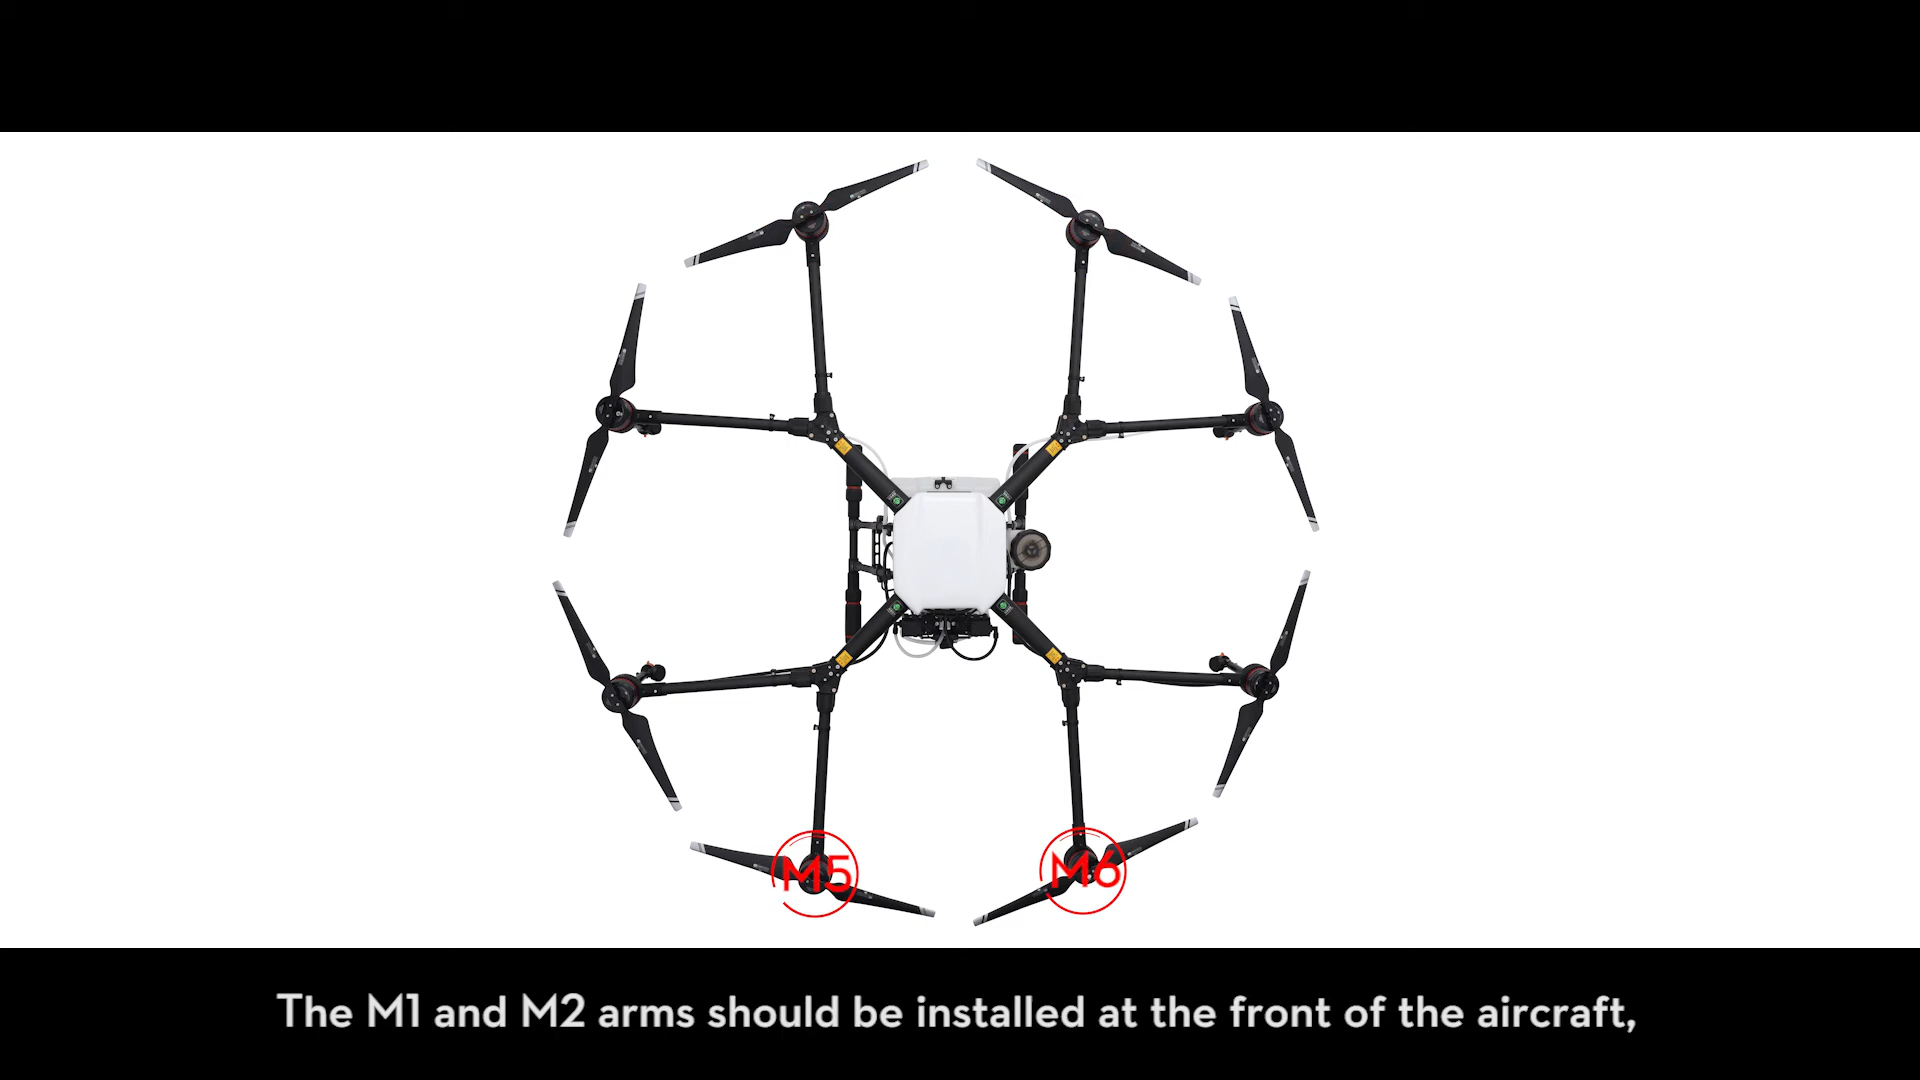 M5
M6
The M1 and M2 arms should be installed at the front of the aircraft,